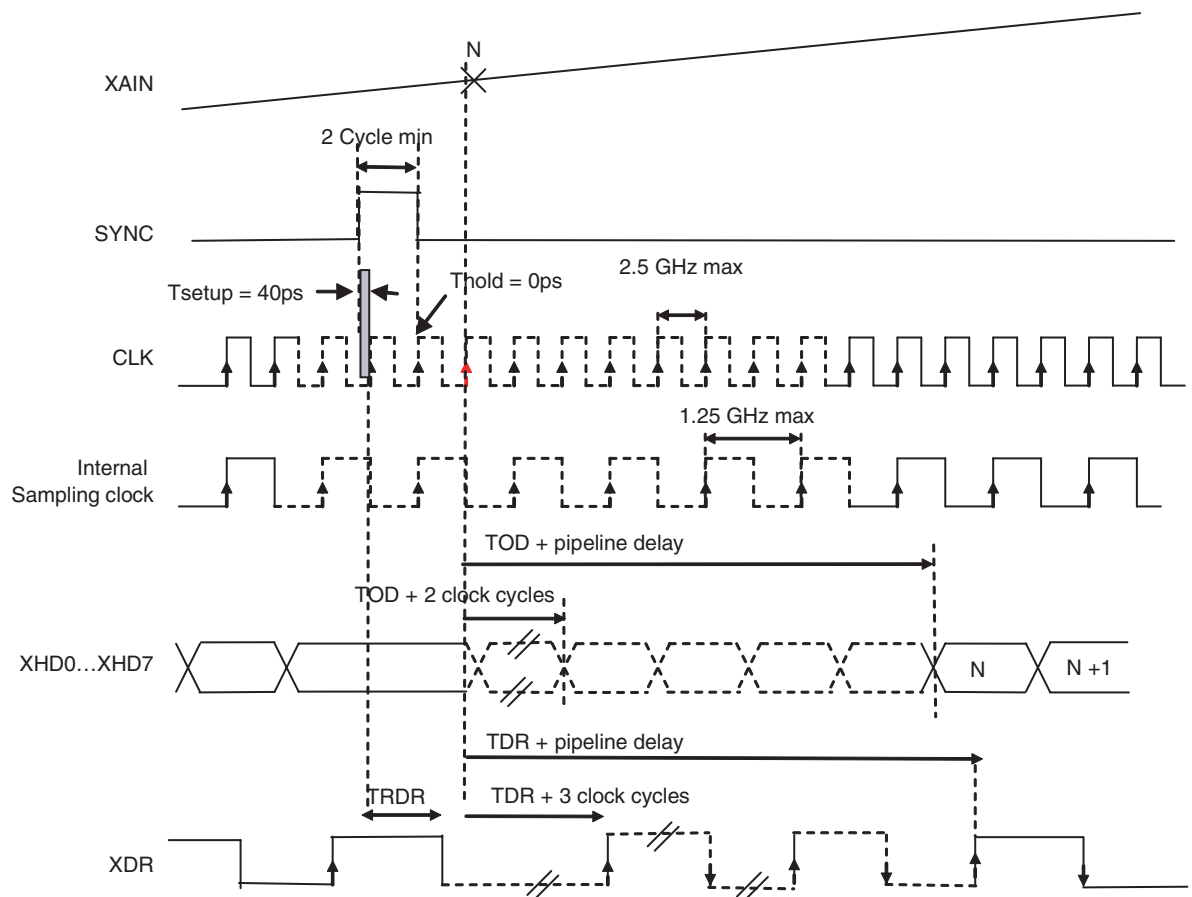 N
XAIN
2 Cycle min
SYNC
2.5 GHz max
Tsetup = 40ps
Thold = 0ps
CLK
1.25 GHz max
Internal
Sampling clock
TOD + pipeline delay
TOD + 2 clock cycles
XHD0…XHD7
N
N +1
TDR + pipeline delay
TRDR
TDR + 3 clock cycles
XDR